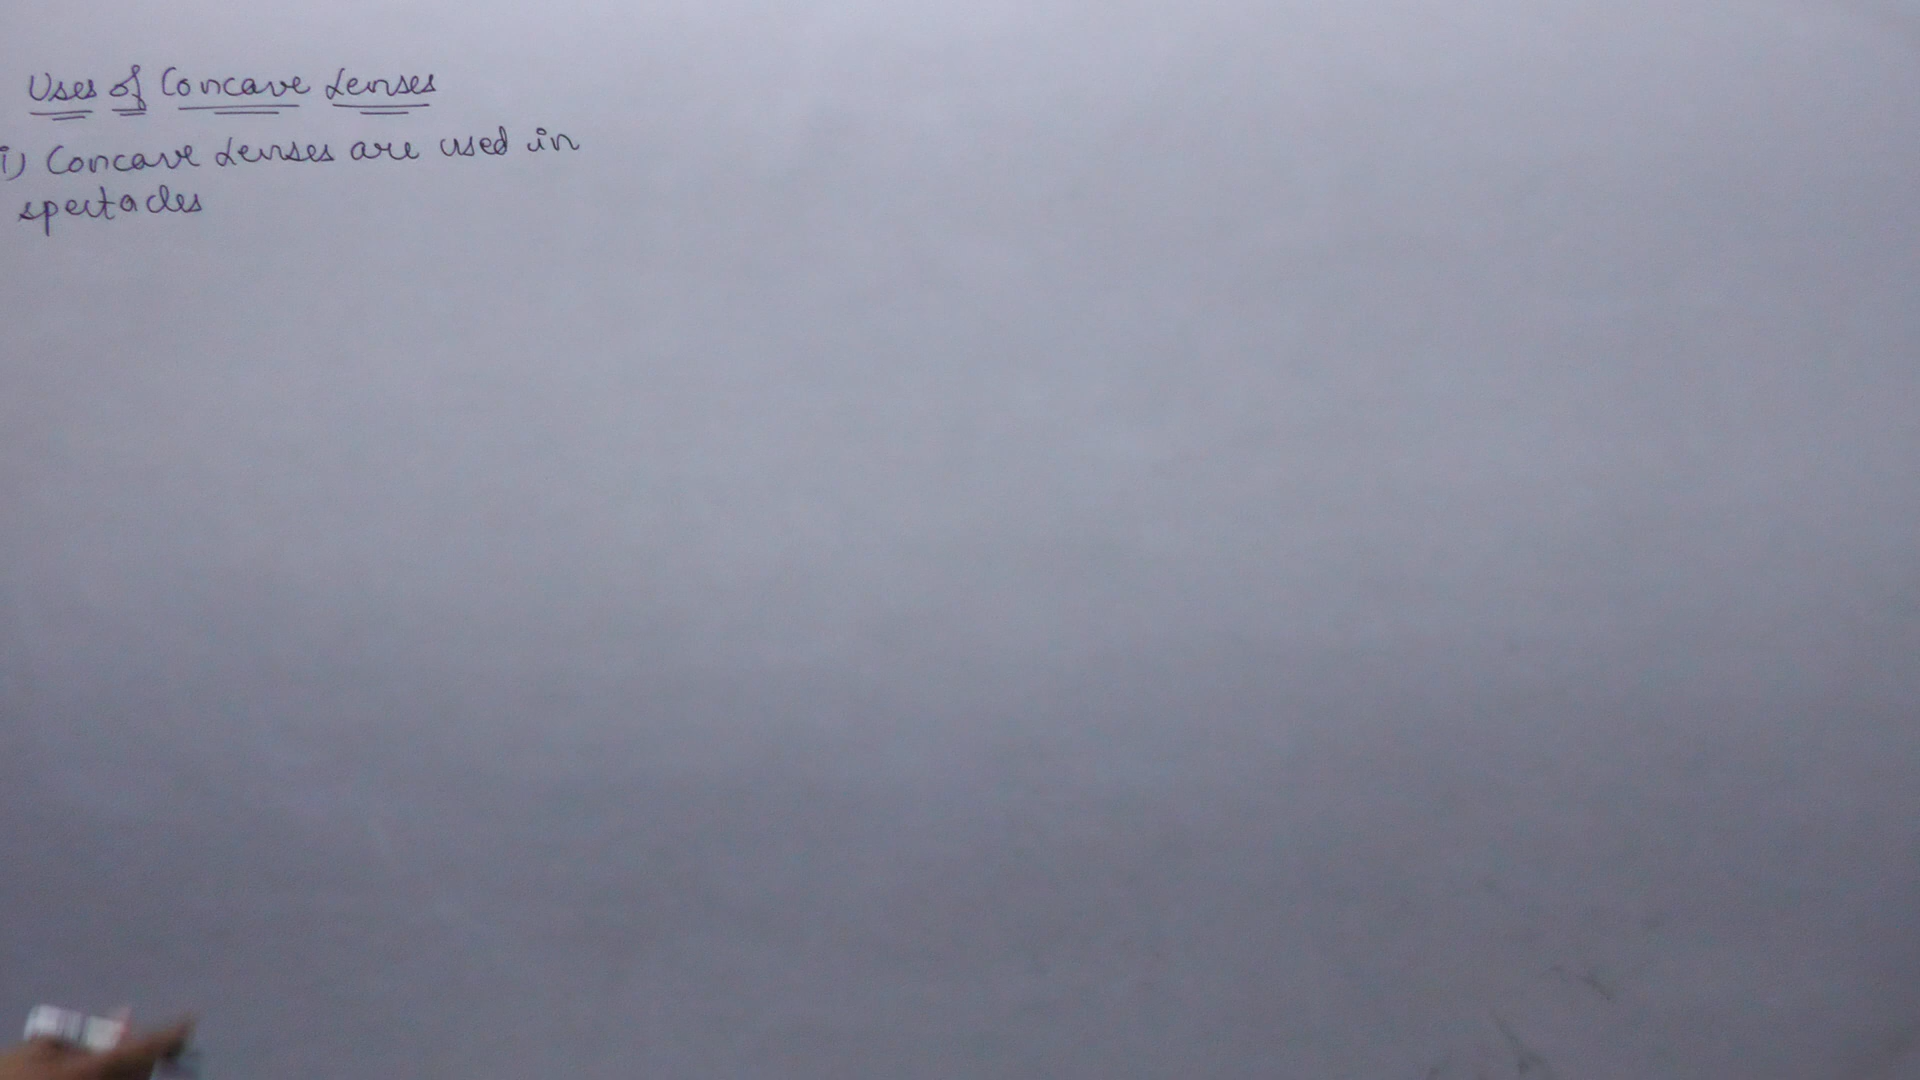 Uses of Concave Lenses
i) Concave Lenses are used in
spectacles